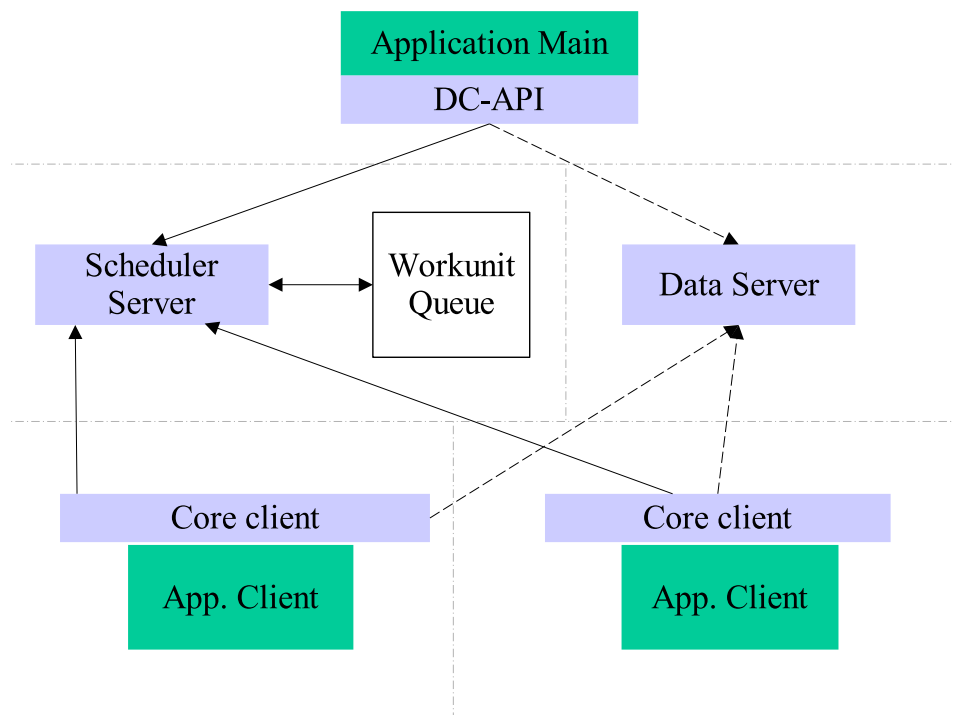 Application Main
DC-API
Scheduler
Server
Workunit
Queue
Data Server
Core client
Core client
App. Client
App. Client